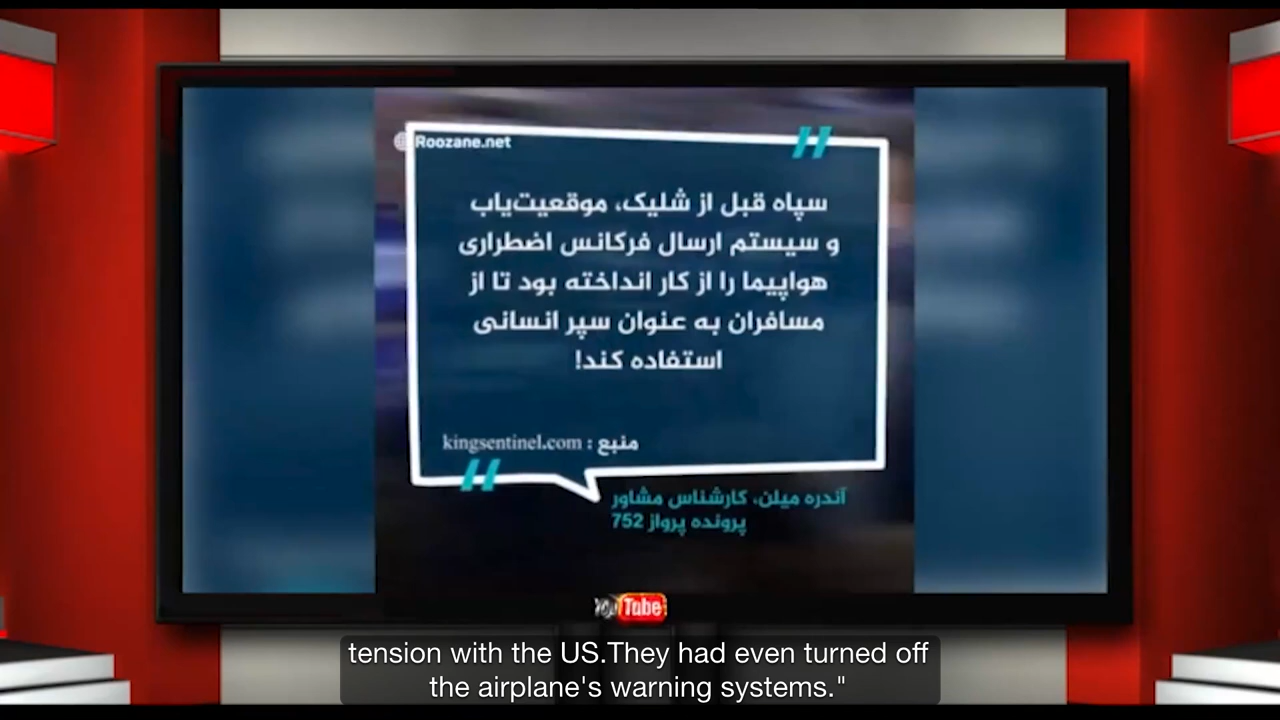 Roozane.net
سپاه قبل از شلیک، موقعیت‌یاب
و سیستم ارسال فرکانس اضطراری
هواپیما را از کار انداخته بود تا از
مسافران به عنوان سپر انسانی
استفاده کند!
منبع : kingsentinel.com
آندره میلن، کارشناس مشاور
پرونده پرواز 752
YouTube
tension with the US.They had even turned off
the airplane's warning systems."